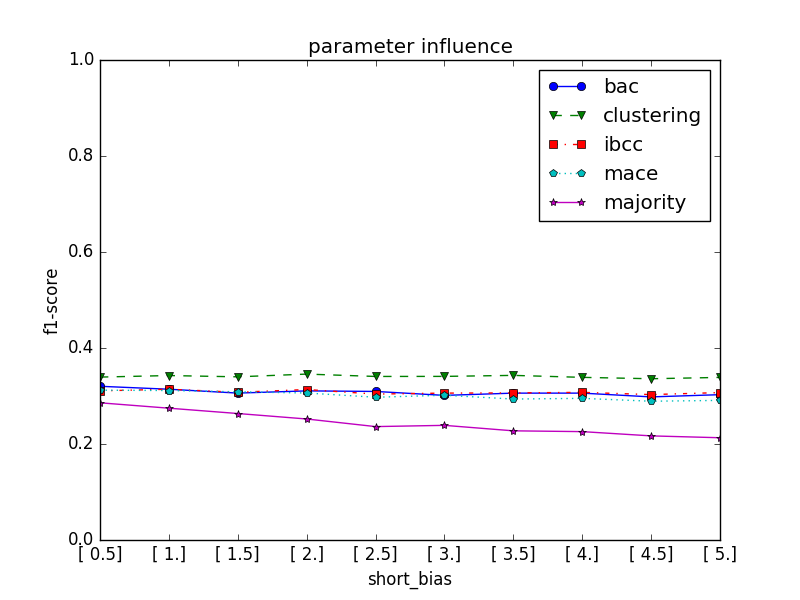 parameter influence
1.0
0.8
0.6
0.4
0.2
0.0
f1-score
bac
clustering
ibcc
mace
majority
[ 0.5] [ 1.] [ 1.5] [ 2.] [ 2.5] [ 3.] [ 3.5] [ 4.] [ 4.5] [ 5.]
short_bias